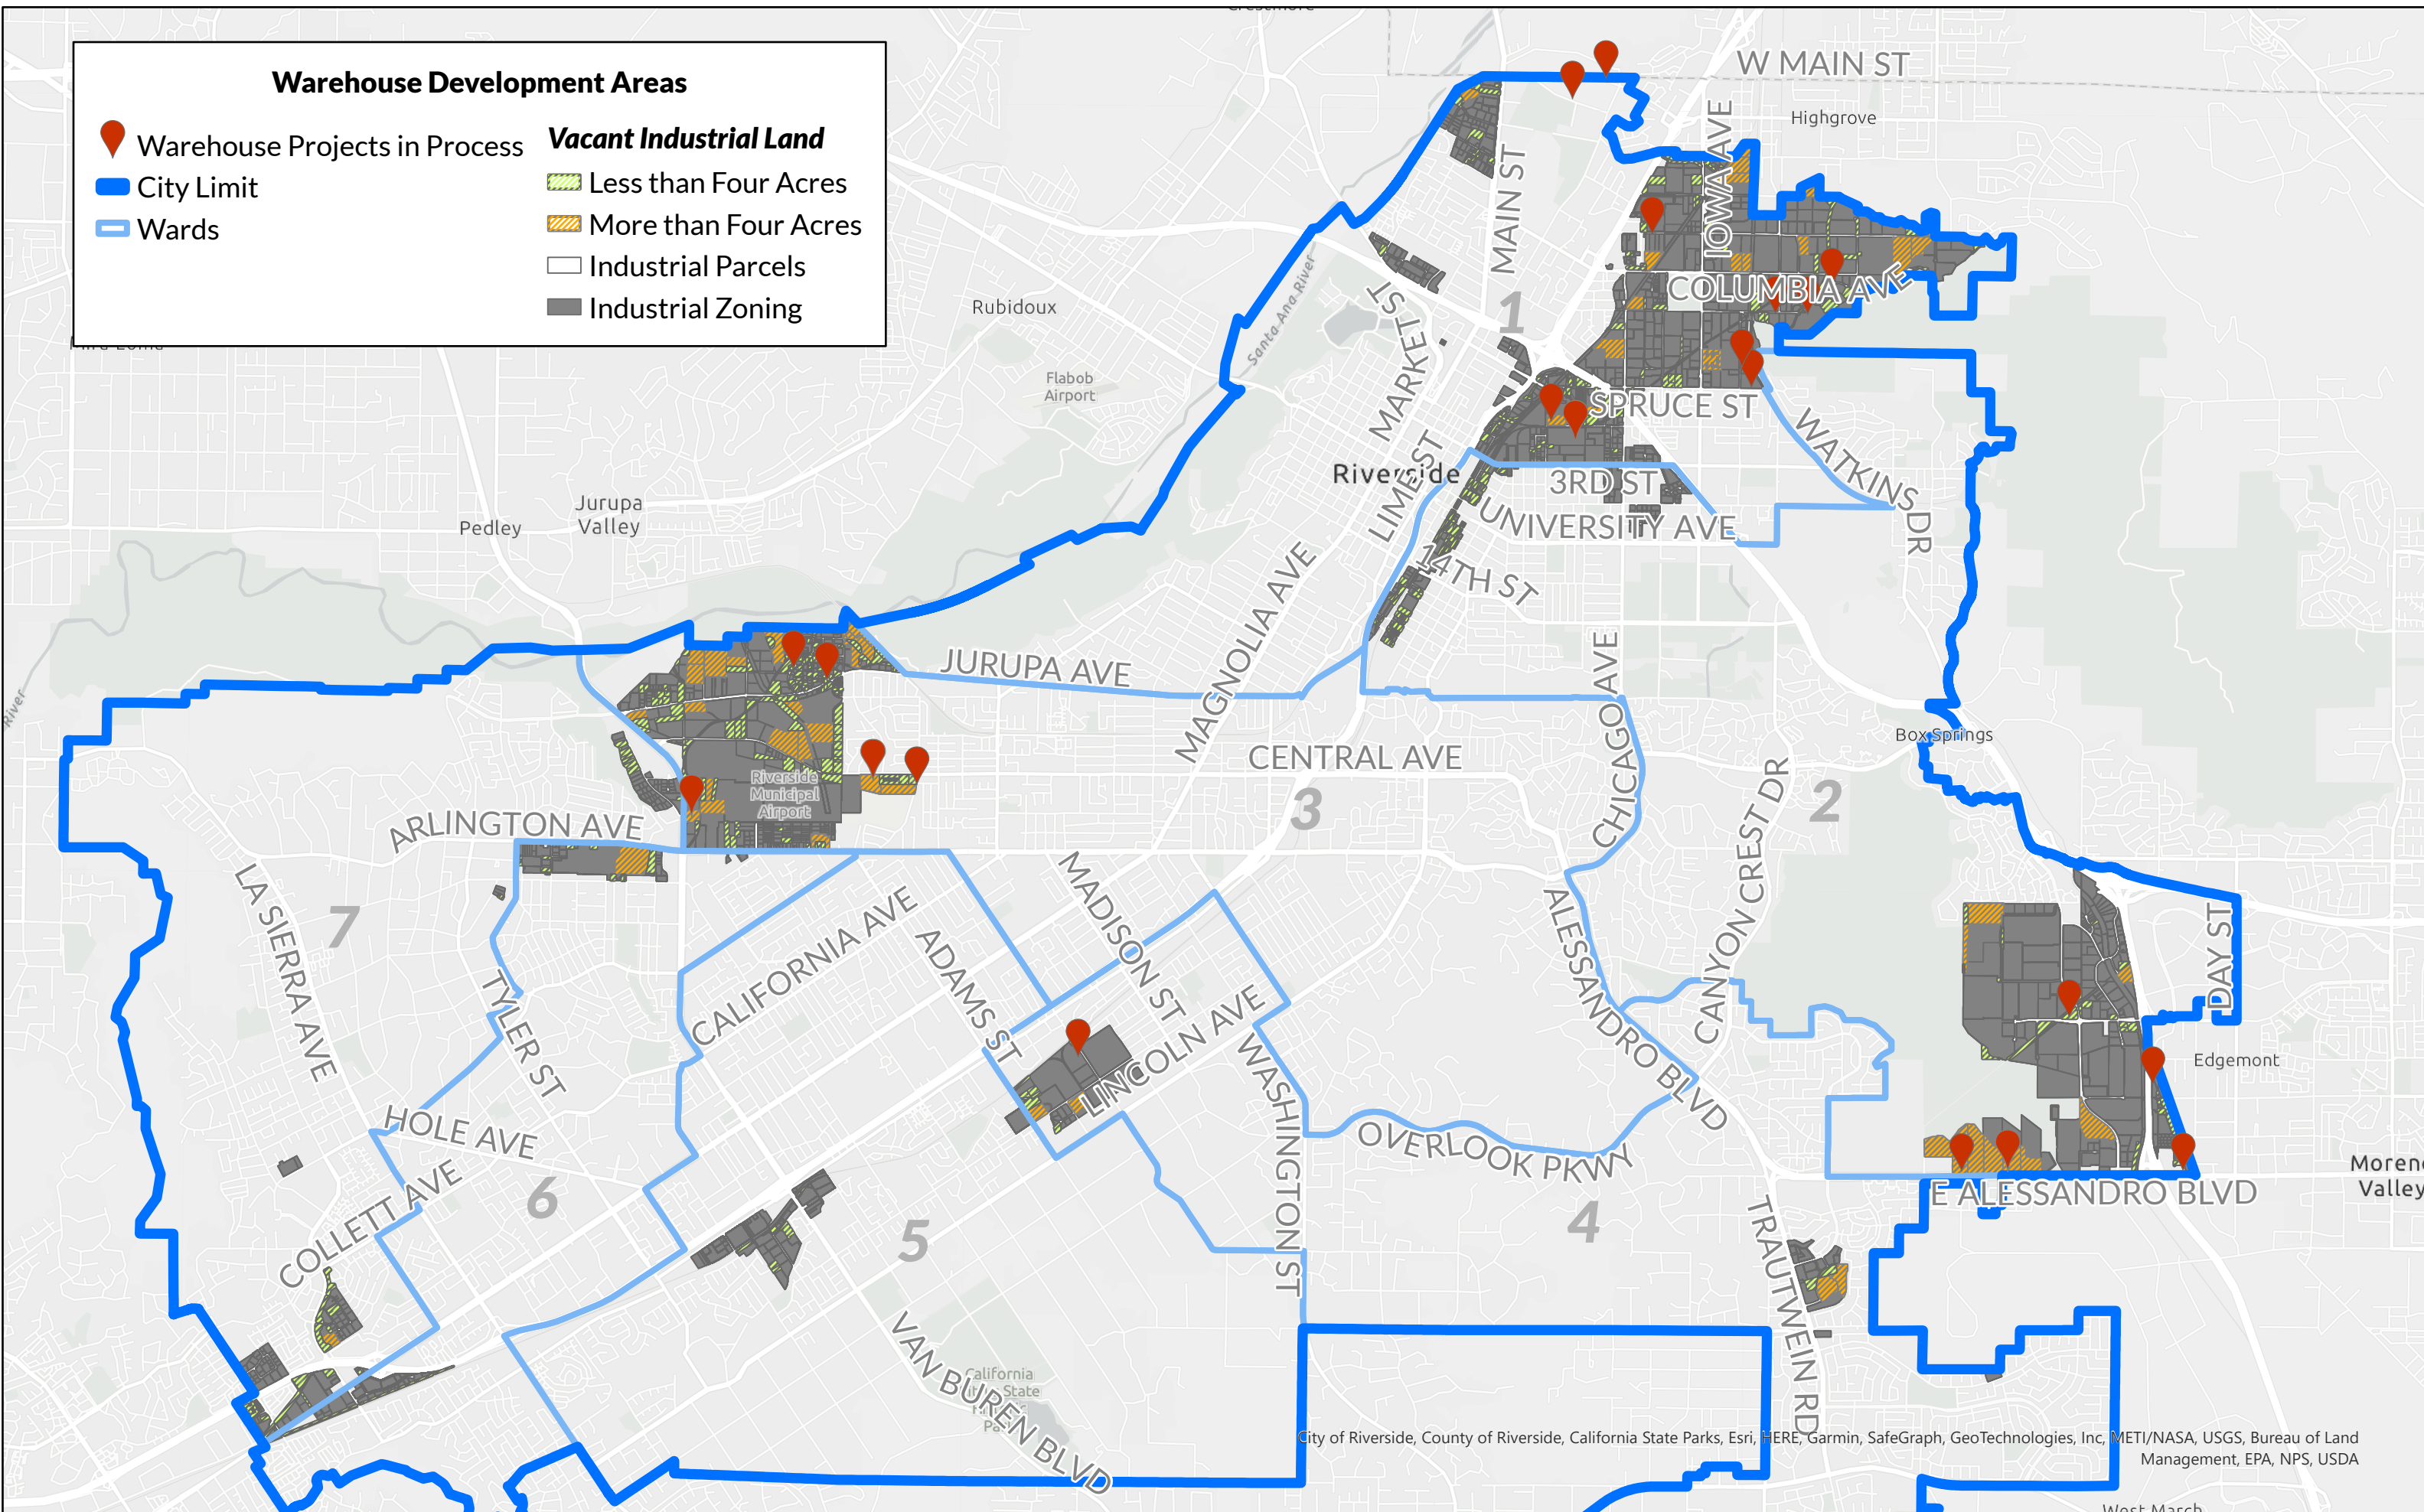 Crestmore
Warehouse Development Areas
Warehouse Projects in Process
City Limit
Wards
Vacant Industrial Land
Less than Four Acres
More than Four Acres
Industrial Parcels
Industrial Zoning
W MAIN ST
Highgrove
IOWA AVE
MAIN ST
COLUMBIA AVE
Rubidoux
Santa Ana River
1
MARKET ST
Flabob
Airport
SPRUCE ST
WATKINS DR
Riverside
LIME ST
3RD ST
UNIVERSITY AVE
14TH ST
Jurupa
Valley
Pedley
River
JURUPA AVE
MAGNOLIA AVE
CHICAGO AVE
CENTRAL AVE
Box Springs
Riverside
Municipal
Airport
3
2
ARLINGTON AVE
CANYON CREST DR
LA SIERRA AVE
7
CALIFORNIA AVE
ADAMS ST
MADISON ST
ALESSANDRO BLVD
DAY ST
TYLER ST
LINCOLN AVE
WASHINGTON ST
Edgemont
HOLE AVE
OVERLOOK PKWY
Moreno
Valley
COLLETT AVE
6
5
4
E ALESSANDRO BLVD
TRAUTWEIN RD
VAN BUREN BLVD
California
State
City of Riverside, County of Riverside, California State Parks, Esri, HERE, Garmin, SafeGraph, GeoTechnologies, Inc, METI/NASA, USGS, Bureau of Land
Management, EPA, NPS, USDA
West March